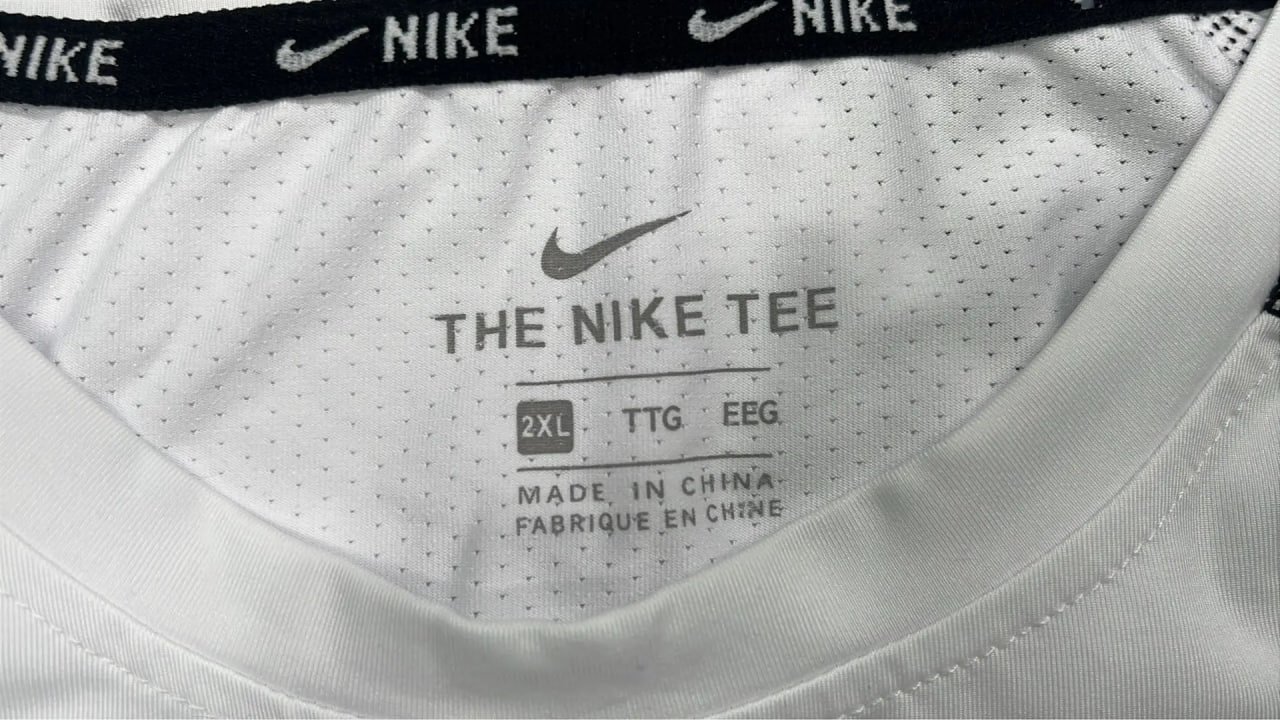 NIKE NIKE NIKE
THE NIKE TEE
2XL TTG EEG
MADE IN CHINA
FABRIQUE EN CHINE